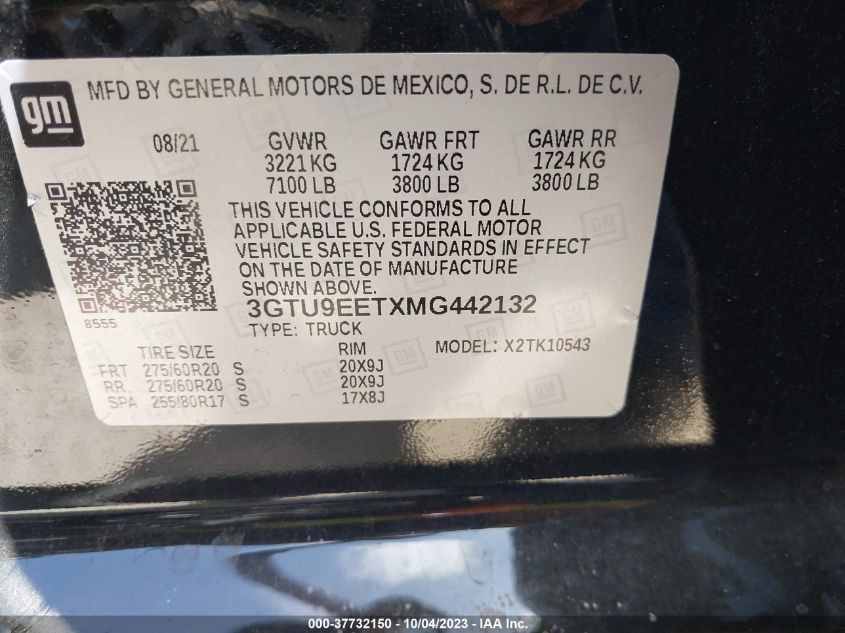 gm
MFD BY GENERAL MOTORS DE MEXICO, S. DE R.L. DE C.V.
08/21 GVWR GAWR FRT GAWR RR
3221 KG 1724 KG 1724 KG
7100 LB 3800 LB 3800 LB
THIS VEHICLE CONFORMS TO ALL
APPLICABLE U.S. FEDERAL MOTOR
VEHICLE SAFETY STANDARDS IN EFFECT
ON THE DATE OF MANUFACTURE
SHOWN ABOVE.
8555
3GTU9EETXMG442132
TYPE: TRUCK
TIRE SIZE RIM MODEL: X2TK10543
FRT 275/60R20 S 20X9J
RR 275/60R20 S 20X9J
SPA 255/80R17 S 17X8J
000-37732150 - 10/04/2023 - IAA Inc.